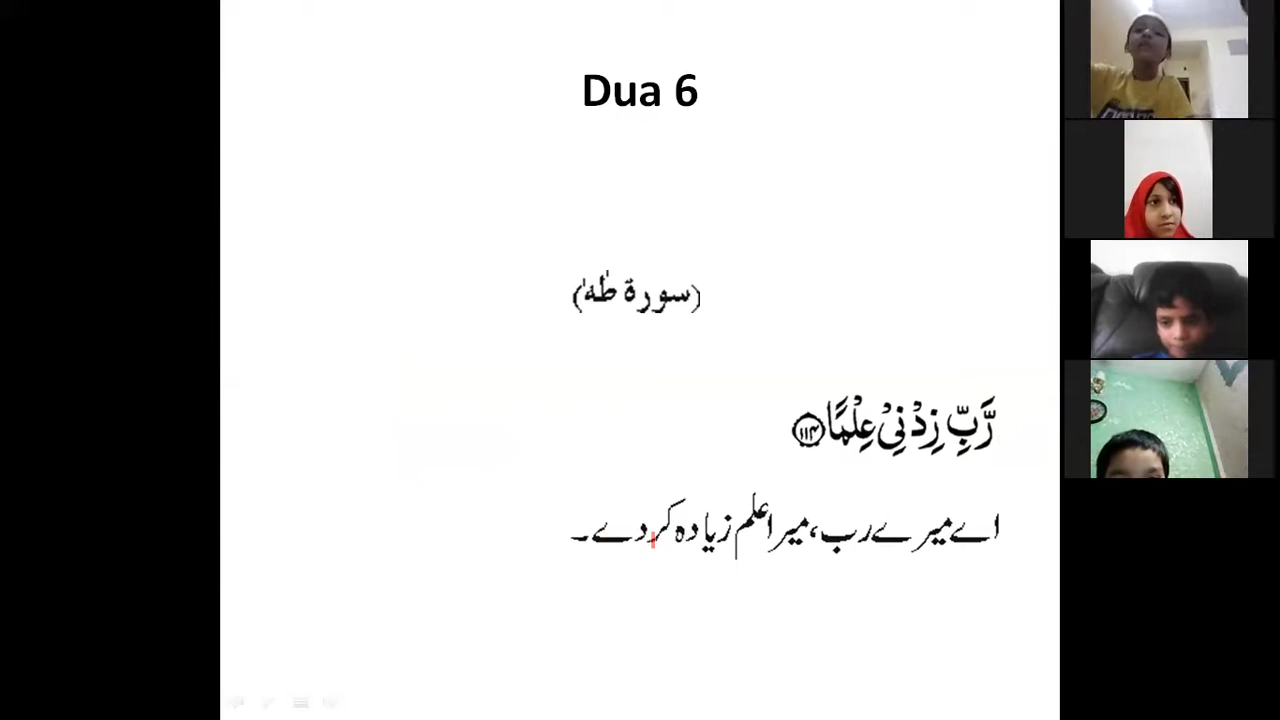 Dua 6
(سورة طٰهٰ)
رَّبِّ زِدْنِیْ عِلْمًا ۝۱۱۴
اے میرے رب، میرا علم زیادہ کر دے۔